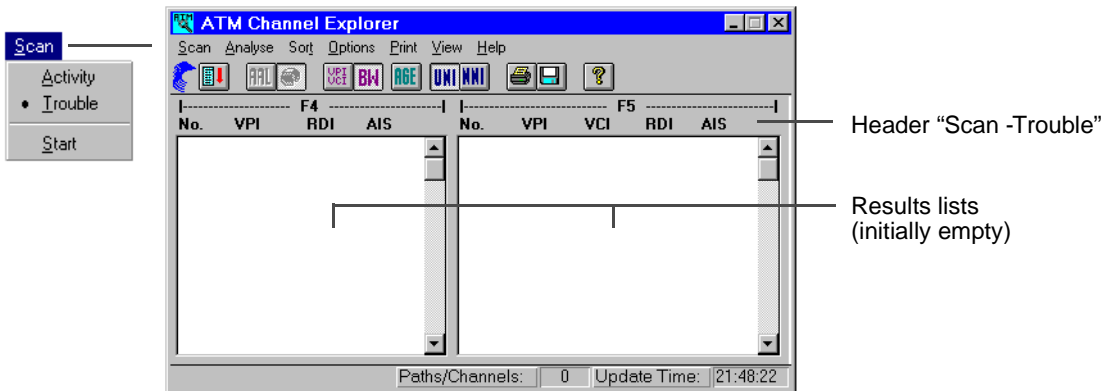 Scan
Activity
• Trouble
Start
ATM Channel Explorer
Scan Analyse Sort Options Print View Help
AAL VPI VCI BW AGE UNI NNI ?
|---------------- F4 ----------------| |-------------------- F5 --------------------|
No. VPI RDI AIS No. VPI VCI RDI AIS
Header “Scan -Trouble”
Results lists
(initially empty)
Paths/Channels: 0 Update Time: 21:48:22